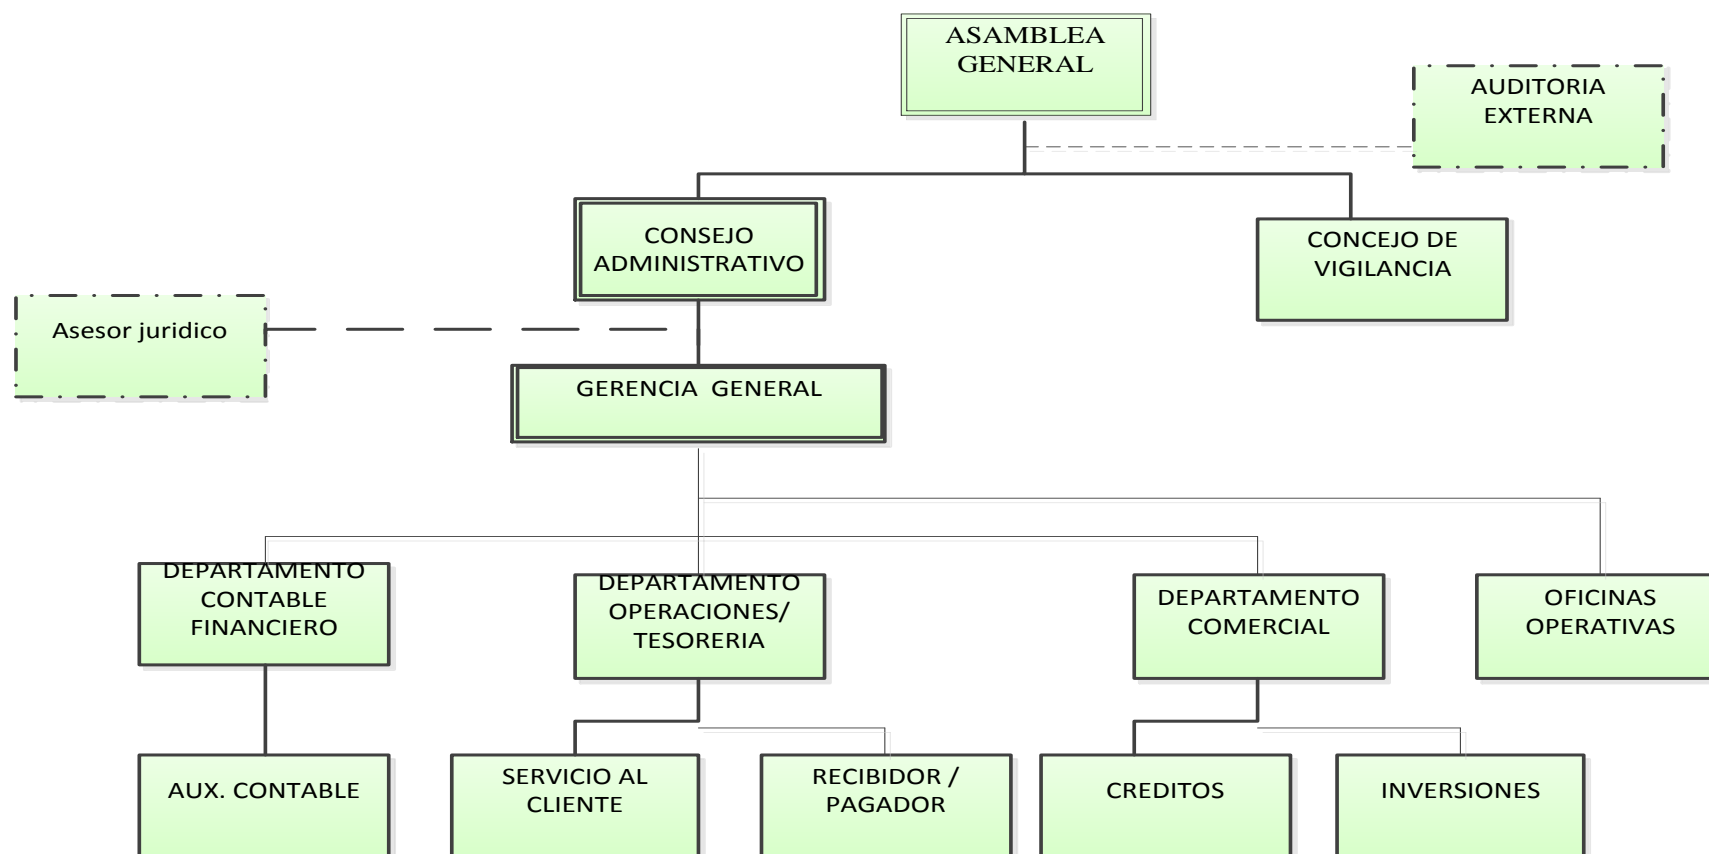 ASAMBLEA
GENERAL
AUDITORIA
EXTERNA
CONSEJO
ADMINISTRATIVO
CONCEJO DE
VIGILANCIA
Asesor juridico
GERENCIA GENERAL
DEPARTAMENTO
CONTABLE
FINANCIERO
DEPARTAMENTO
OPERACIONES/
TESORERIA
DEPARTAMENTO
COMERCIAL
OFICINAS
OPERATIVAS
AUX. CONTABLE
SERVICIO AL
CLIENTE
RECIBIDOR /
PAGADOR
CREDITOS
INVERSIONES